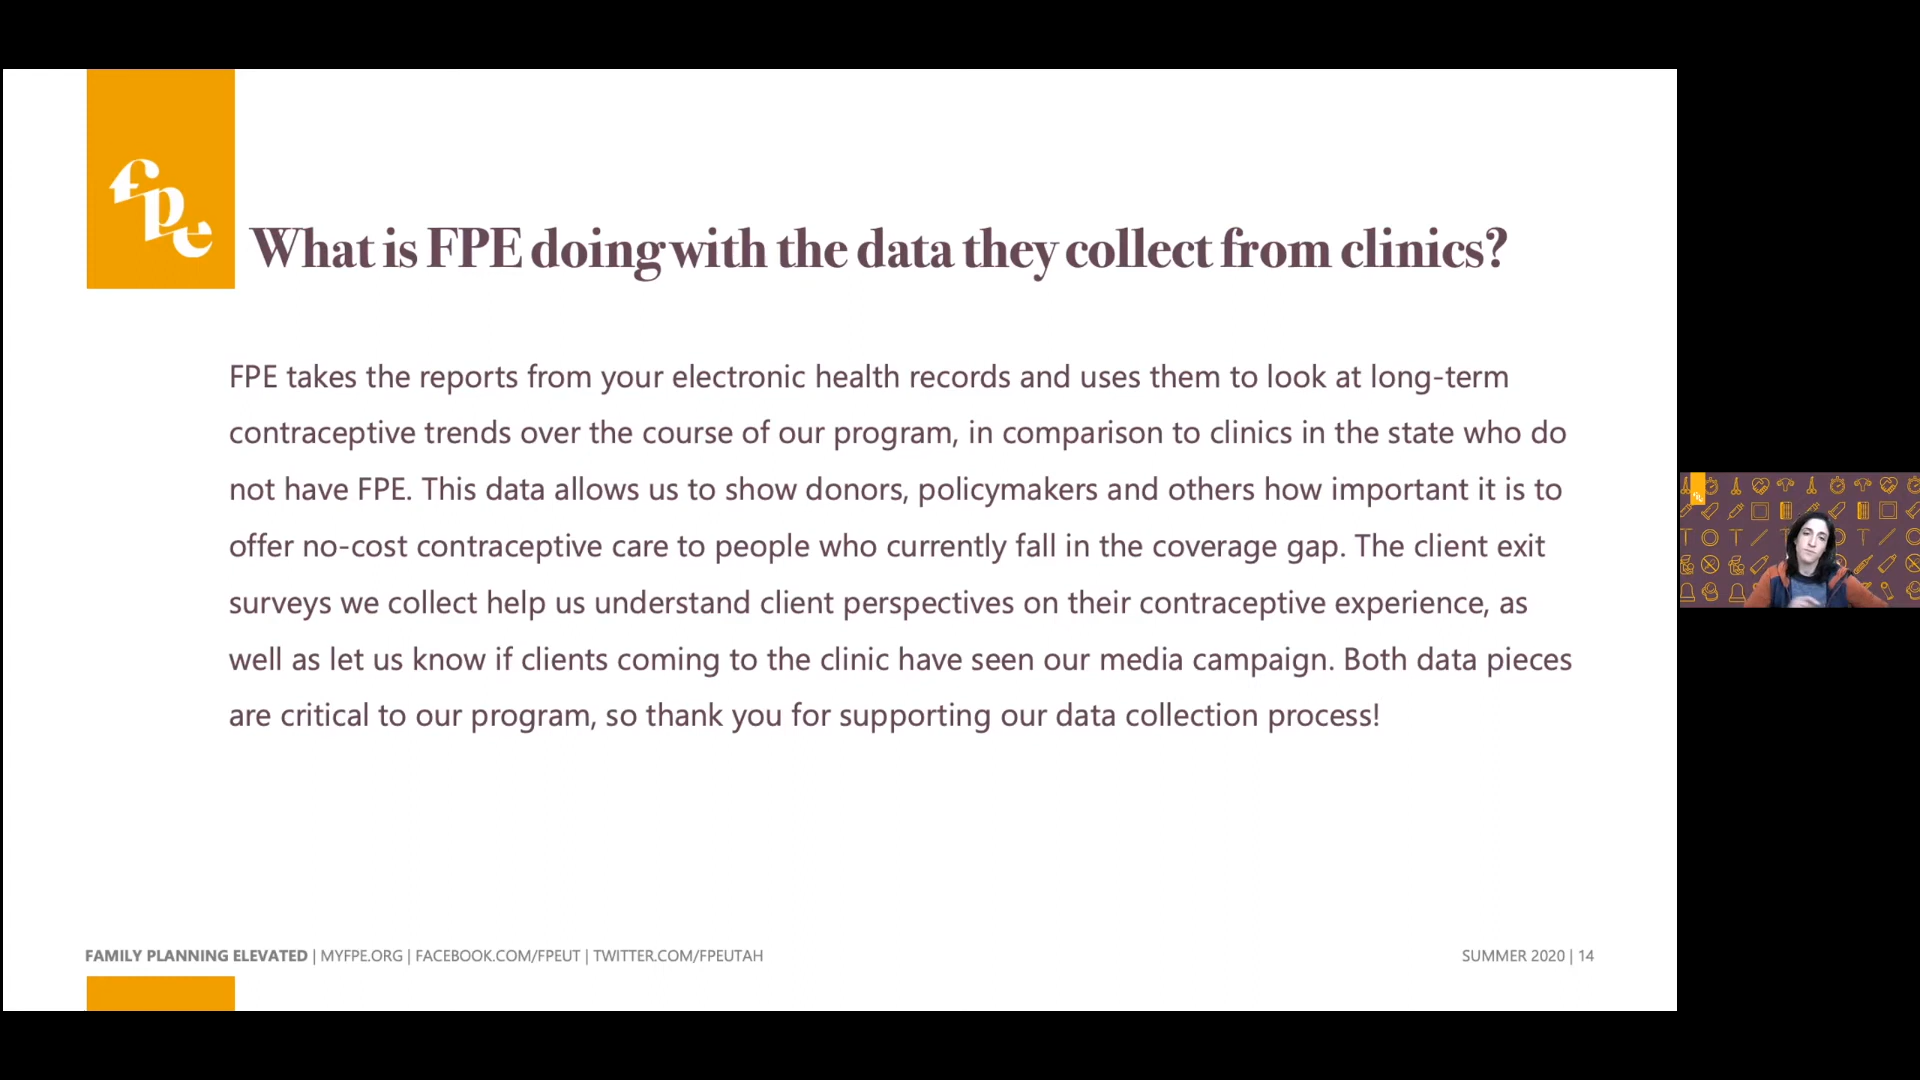 fpe
What is FPE doing with the data they collect from clinics?
FPE takes the reports from your electronic health records and uses them to look at long-term
contraceptive trends over the course of our program, in comparison to clinics in the state who do
not have FPE. This data allows us to show donors, policymakers and others how important it is to
offer no-cost contraceptive care to people who currently fall in the coverage gap. The client exit
surveys we collect help us understand client perspectives on their contraceptive experience, as
well as let us know if clients coming to the clinic have seen our media campaign. Both data pieces
are critical to our program, so thank you for supporting our data collection process!
FAMILY PLANNING ELEVATED | MYFPE.ORG | FACEBOOK.COM/FPEUT | TWITTER.COM/FPEUTAH
SUMMER 2020 | 14